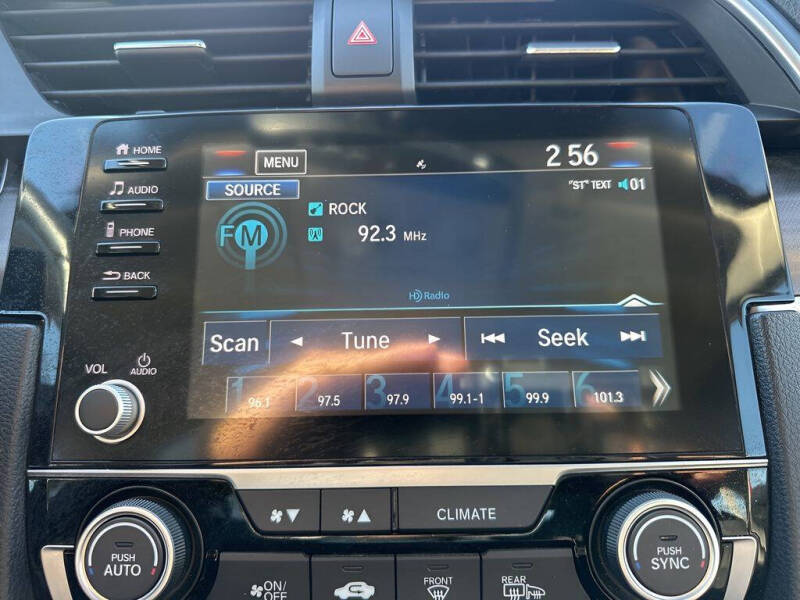 HOME
MENU
2 56
AUDIO
SOURCE
"ST" TEXT 01
FM
ROCK
92.3 MHz
PHONE
BACK
HD Radio
Scan
Tune
Seek
VOL
AUDIO
1 96.1
2 97.5
3 97.9
4 99.1-1
5 99.9
6 101.3
CLIMATE
PUSH
AUTO
PUSH
SYNC
ON/
OFF
FRONT
REAR